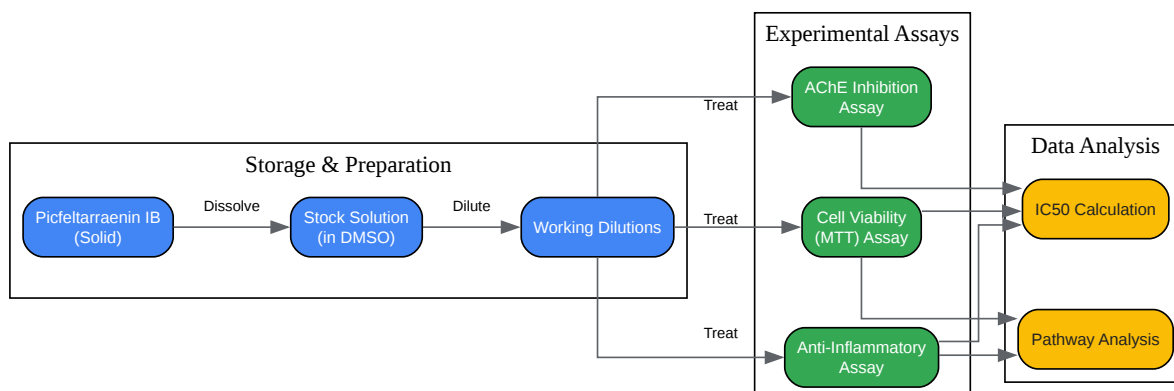 Experimental Assays
AChE Inhibition
Assay
Treat
Data Analysis
Storage & Preparation
Picfeltarraenin IB
(Solid)
Dissolve
Stock Solution
(in DMSO)
Dilute
Working Dilutions
Treat
Cell Viability
(MTT) Assay
IC50 Calculation
Treat
Anti-Inflammatory
Assay
Pathway Analysis